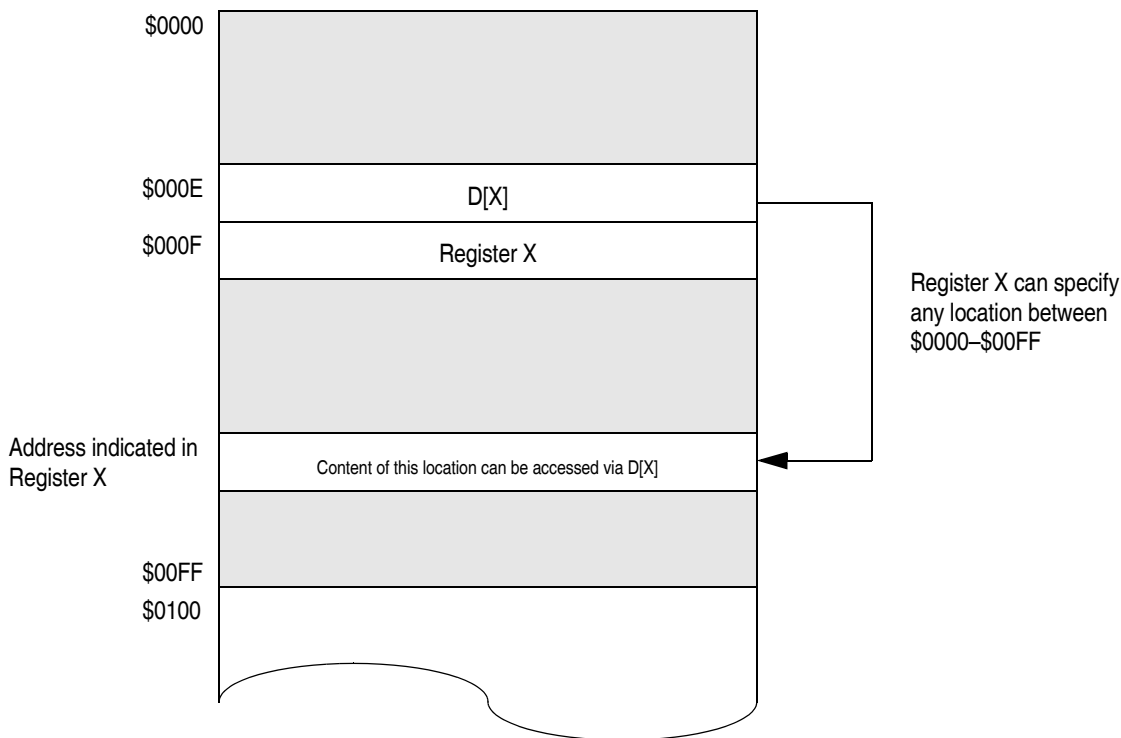 $0000
$000E
D[X]
$000F
Register X
Register X can specify
any location between
$0000–$00FF
Address indicated in
Register X
Content of this location can be accessed via D[X]
$00FF
$0100